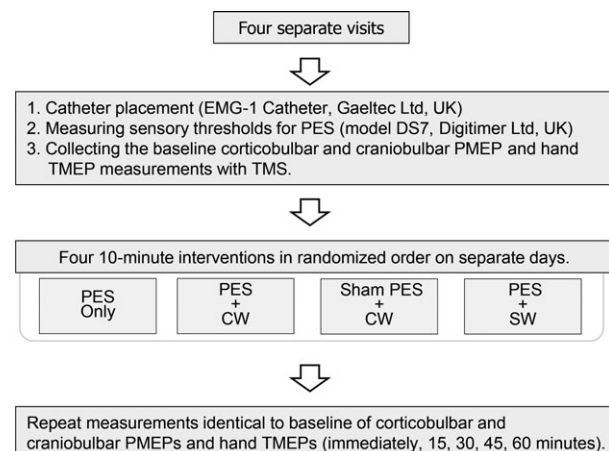 Four separate visits
1. Catheter placement (EMG-1 Catheter, Gaeltec Ltd, UK)
2. Measuring sensory thresholds for PES (model DS7, Digitimer Ltd, UK)
3. Collecting the baseline corticobulbar and craniobulbar PMEP and hand
TMEP measurements with TMS.
Four 10-minute interventions in randomized order on separate days.
PES
Only
PES
+
CW
Sham PES
+
CW
PES
+
SW
Repeat measurements identical to baseline of corticobulbar and
craniobulbar PMEPs and hand TMEPs (immediately, 15, 30, 45, 60 minutes).